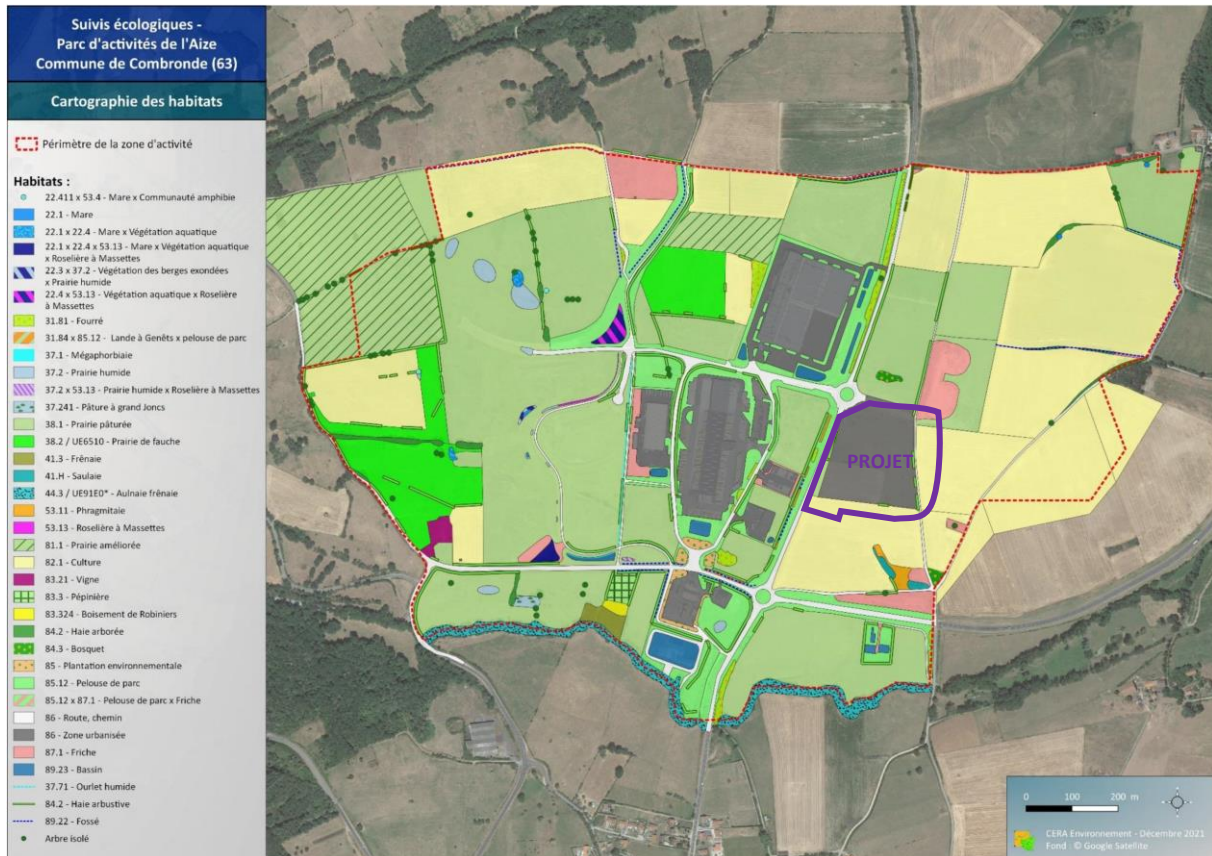 Suivis écologiques -
Parc d'activités de l'Aize
Commune de Combronde (63)
Cartographie des habitats
Périmètre de la zone d'activité
Habitats :
22.411 x 53.4 - Mare x Communauté amphibie
22.1 - Mare
22.1 x 22.4 - Mare x Végétation aquatique
22.1 x 22.4 x 53.13 - Mare x Végétation aquatique
x Roselière à Massettes
22.3 x 37.2 - Végétation des berges exondées
x Prairie humide
22.4 x 53.13 - Végétation aquatique x Roselière
à Massettes
31.81 - Fourré
31.84 x 85.12 - Lande à Genêts x pelouse de parc
37.1 - Mégaphorbiaie
37.2 - Prairie humide
37.2 x 53.13 - Prairie humide x Roselière à Massettes
37.241 - Pâture à grand Joncs
38.1 - Prairie pâturée
38.2 / UE6510 - Prairie de fauche
41.3 - Frênaie
41.H - Saulaie
44.3 / UE91E0* - Aulnaie frênaie
53.11 - Phragmitaie
53.13 - Roselière à Massettes
81.1 - Prairie améliorée
82.1 - Culture
83.21 - Vigne
83.3 - Pépinière
83.324 - Boisement de Robiniers
84.2 - Haie arborée
84.3 - Bosquet
85 - Plantation environnementale
85.12 - Pelouse de parc
85.12 x 87.1 - Pelouse de parc x Friche
86 - Route, chemin
86 - Zone urbanisée
87.1 - Friche
89.23 - Bassin
37.71 - Ourlet humide
84.2 - Haie arbustive
89.22 - Fossé
Arbre isolé
PROJET
0 100 200 m
CERA Environnement - Décembre 2021
Fond : © Google Satellite